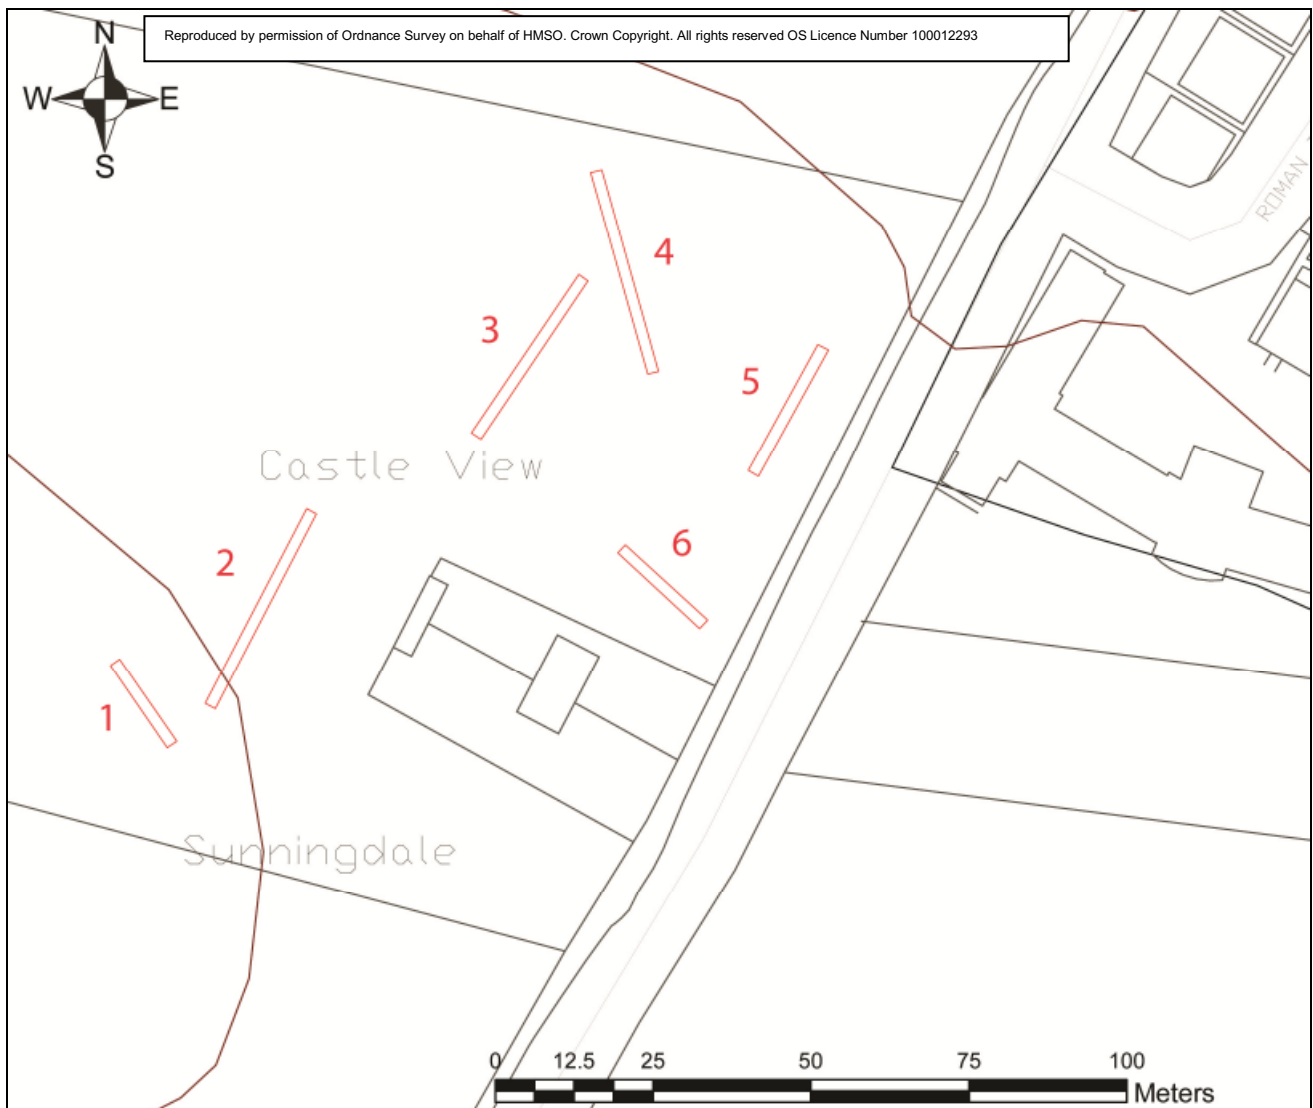 Reproduced by permission of Ordnance Survey on behalf of HMSO. Crown Copyright. All rights reserved OS Licence Number 100012293
N
W E
S
ROMAN
4
3
5
Castle View
6
2
1
Sunningdale
0 12.5 25 50 75 100
Meters